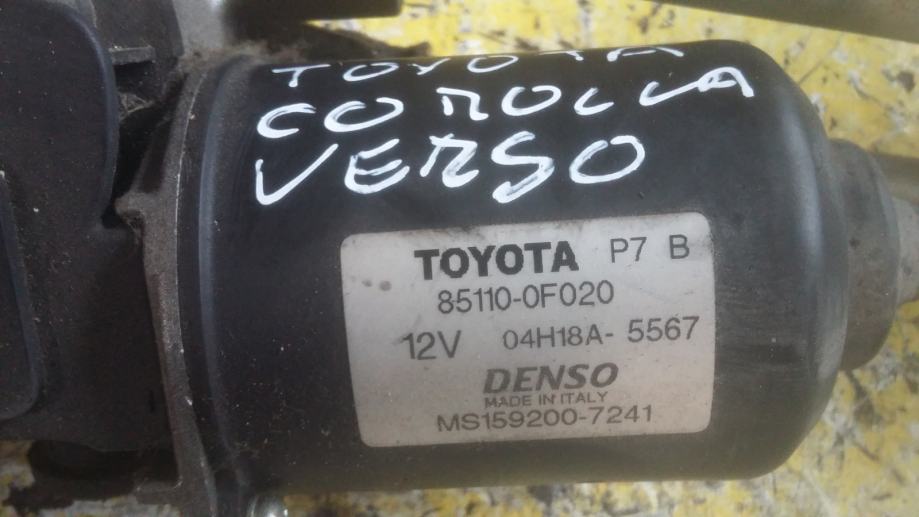 TOYOTA
COROLLA
VERSO
TOYOTA P7 B
85110-0F020
12V 04H18A- 5567
DENSO
MADE IN ITALY
MS159200-7241